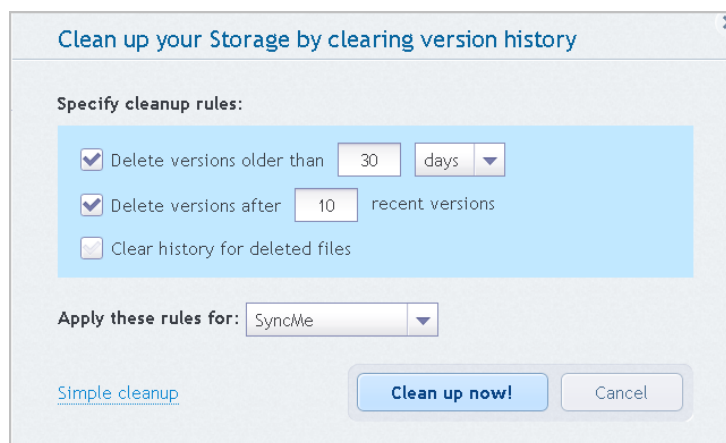 Clean up your Storage by clearing version history
Specify cleanup rules:
Delete versions older than 30 days
Delete versions after 10 recent versions
Clear history for deleted files
Apply these rules for: SyncMe
Simple cleanup Clean up now! Cancel